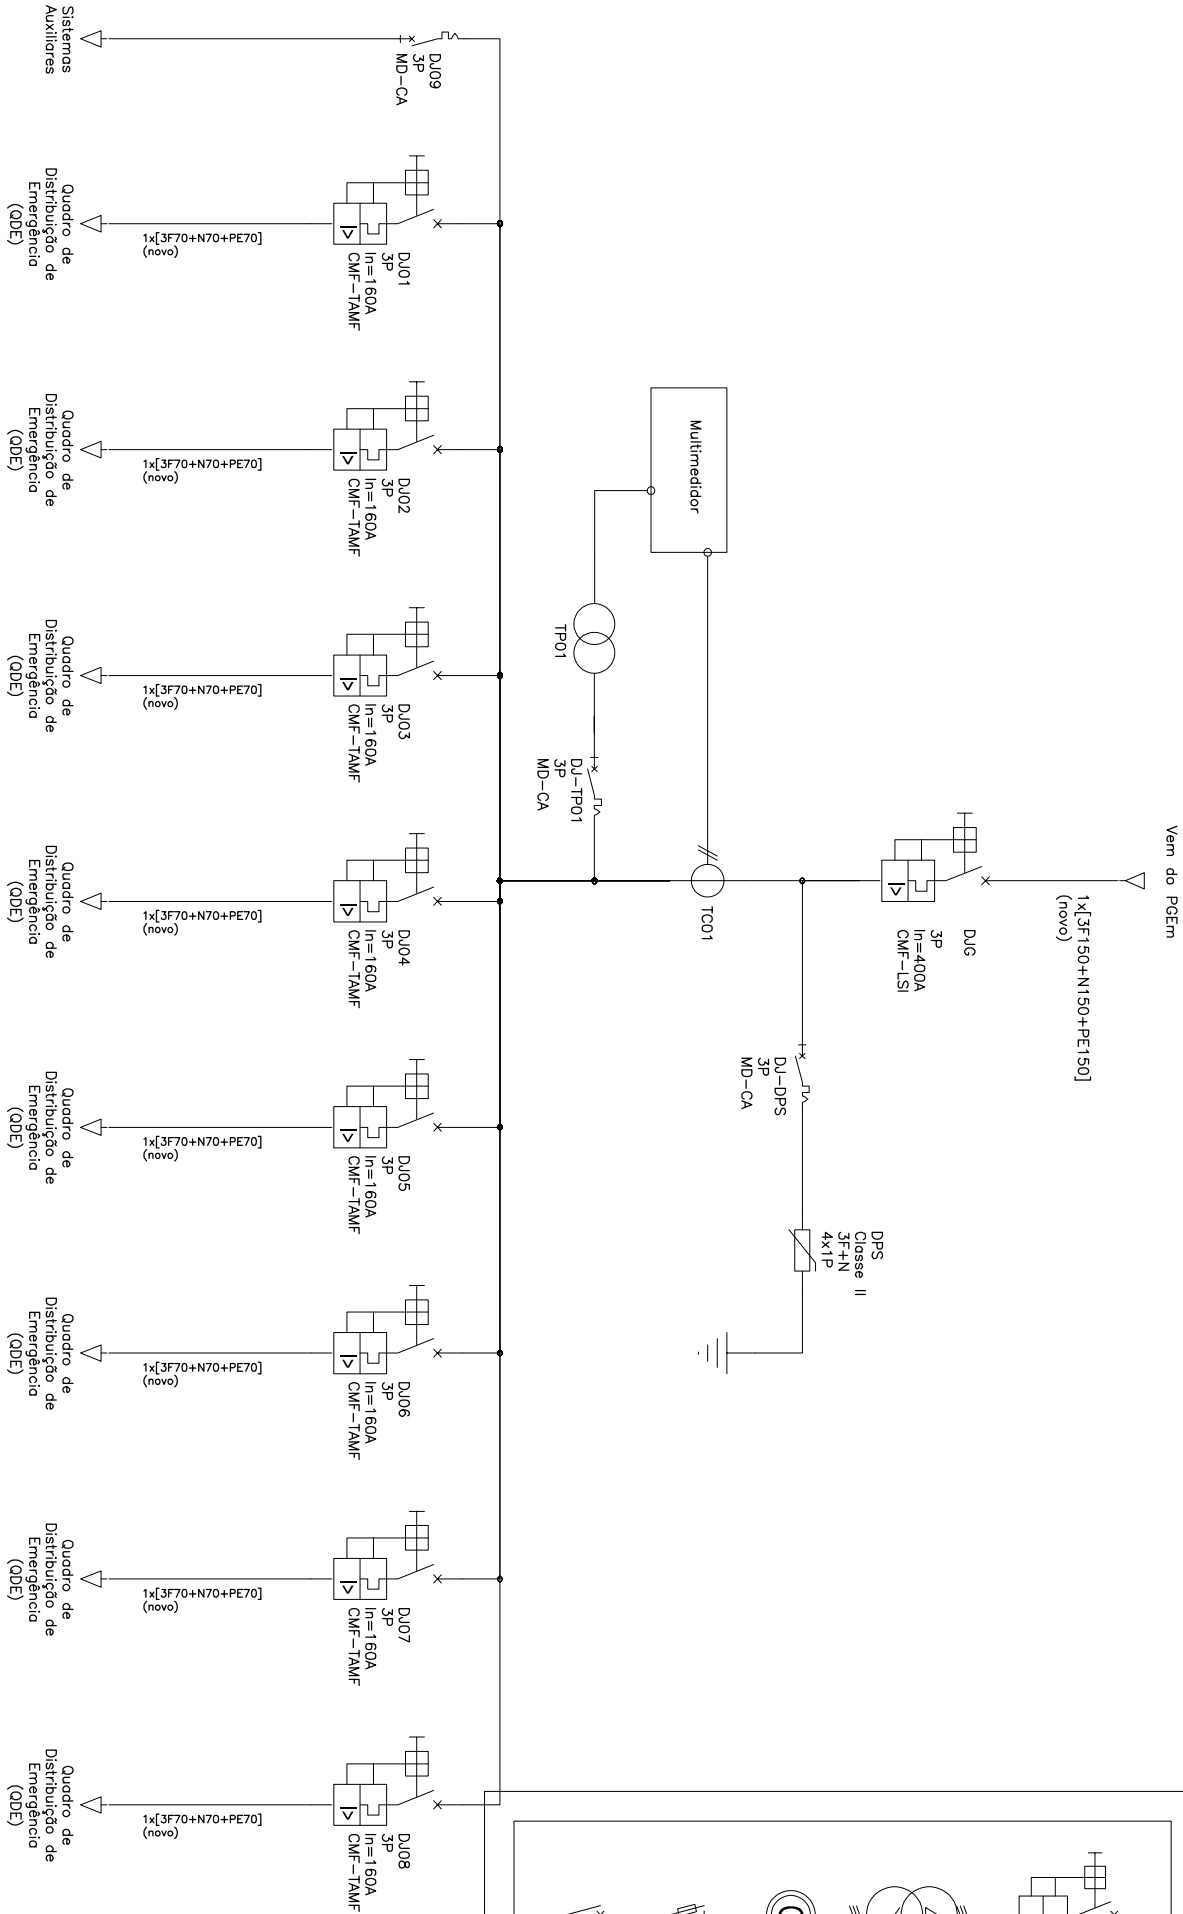 Vem do PGEm
1x[3F150+N150+PE150]
(novo)
DJG
3P
In=400A
CMF-LSI
DJ-DPS
3P
MD-CA
DPS
Classe II
3F+N
4x1P
TC01
Multimedidor
TP01
DJ-TP01
3P
MD-CA
DJ09
3P
MD-CA
Sistemas
Auxiliares
DJ01
3P
In=160A
CMF-TAMF
1x[3F70+N70+PE70]
(novo)
Quadro de
Distribuição de
Emergência
(QDE)
DJ02
3P
In=160A
CMF-TAMF
1x[3F70+N70+PE70]
(novo)
Quadro de
Distribuição de
Emergência
(QDE)
DJ03
3P
In=160A
CMF-TAMF
1x[3F70+N70+PE70]
(novo)
Quadro de
Distribuição de
Emergência
(QDE)
DJ04
3P
In=160A
CMF-TAMF
1x[3F70+N70+PE70]
(novo)
Quadro de
Distribuição de
Emergência
(QDE)
DJ05
3P
In=160A
CMF-TAMF
1x[3F70+N70+PE70]
(novo)
Quadro de
Distribuição de
Emergência
(QDE)
DJ06
3P
In=160A
CMF-TAMF
1x[3F70+N70+PE70]
(novo)
Quadro de
Distribuição de
Emergência
(QDE)
DJ07
3P
In=160A
CMF-TAMF
1x[3F70+N70+PE70]
(novo)
Quadro de
Distribuição de
Emergência
(QDE)
DJ08
3P
In=160A
CMF-TAMF
1x[3F70+N70+PE70]
(novo)
Quadro de
Distribuição de
Emergência
(QDE)